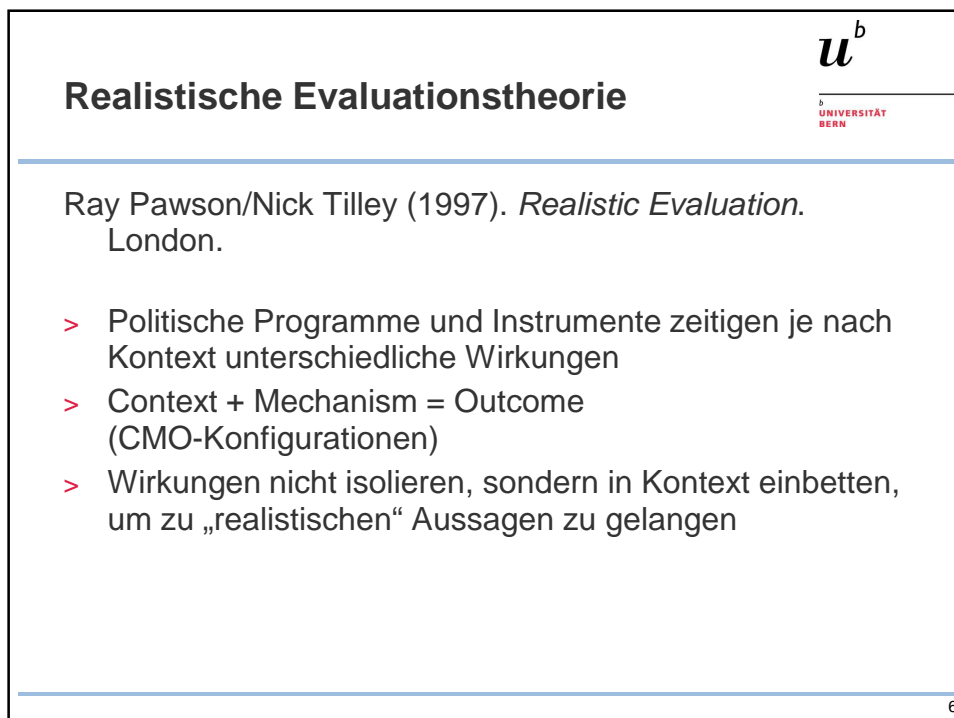 u^b
Realistische Evaluationstheorie
b
UNIVERSITÄT
BERN
Ray Pawson/Nick Tilley (1997). Realistic Evaluation.
London.
> Politische Programme und Instrumente zeitigen je nach
Kontext unterschiedliche Wirkungen
> Context + Mechanism = Outcome
(CMO-Konfigurationen)
> Wirkungen nicht isolieren, sondern in Kontext einbetten,
um zu „realistischen“ Aussagen zu gelangen
6